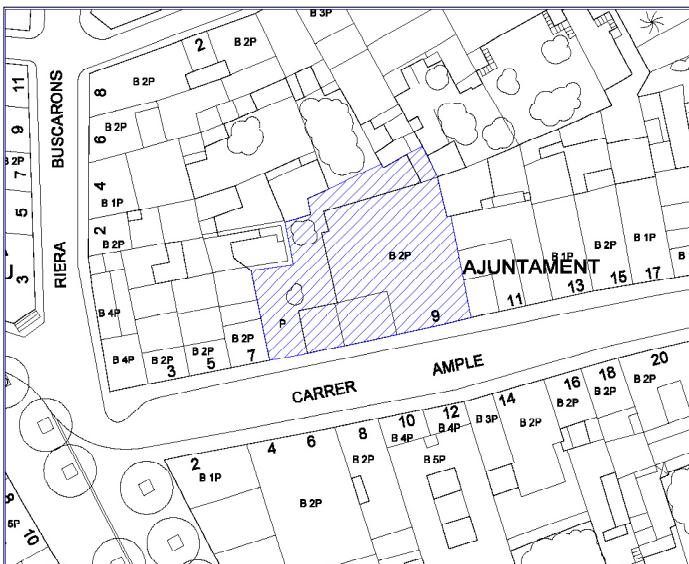 B 3P
2
B 2P
11
BUSCARONS
8
B 2P
9
6
B 2P
B 2P
7
4
B 1P
5
2
B 2P
RIERA
3
B 2P
AJUNTAMENT
B 1P
B 2P
B 1P
B
11
13
15
17
9
B 4P
P
B 4P
B 2P
B 2P
B 2P
3
5
7
CARRER
AMPLE
2
B 1P
4
6
B 2P
8
B 2P
10
B 4P
12
B 4P
B 5P
B 3P
14
B 2P
16
B 2P
18
B 2P
20
B 2P
8
5P
10